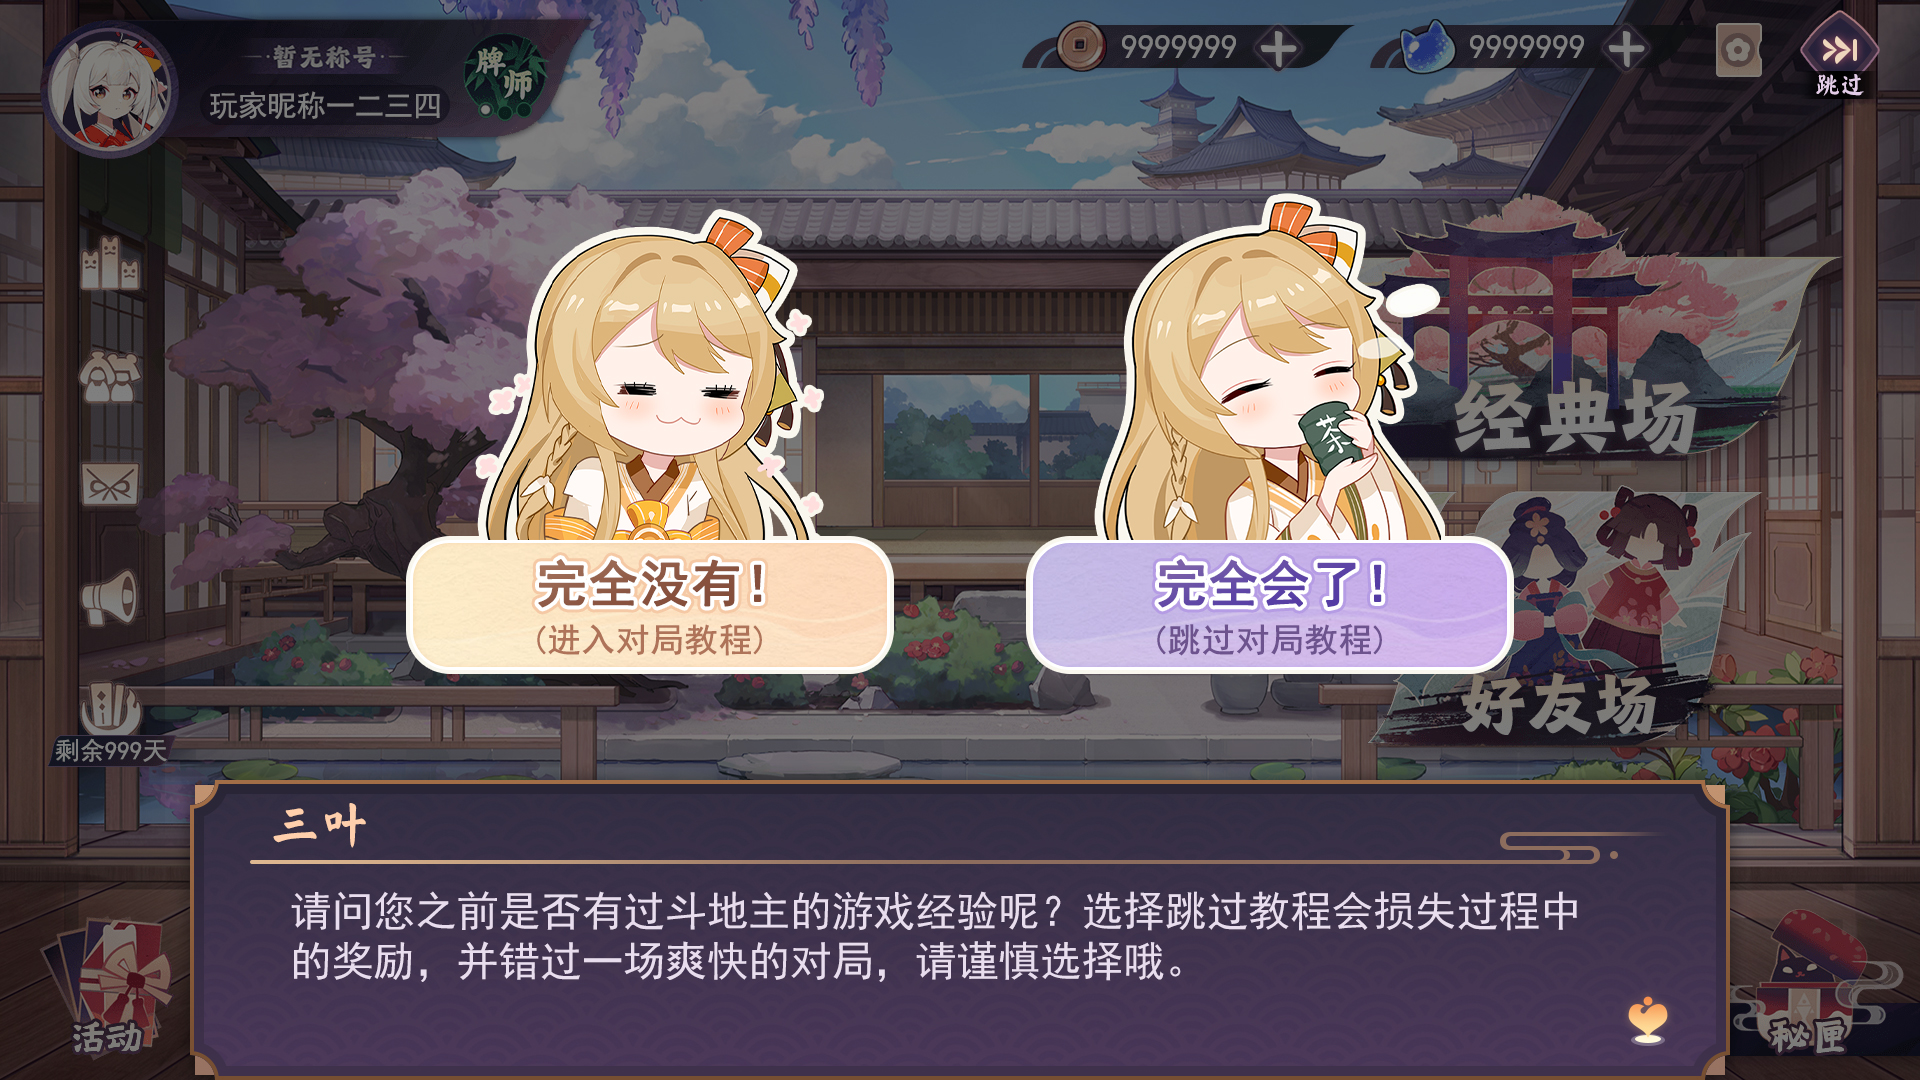 暂无称号
玩家昵称一二三四
牌师
9999999
9999999
跳过
经典场
好友场
剩余999天
茶
完全没有！
（进入对局教程）
完全会了！
（跳过对局教程）
三叶
请问您之前是否有过斗地主的游戏经验呢？选择跳过教程会损失过程中
的奖励，并错过一场爽快的对局，请谨慎选择哦。
活动
秘匣